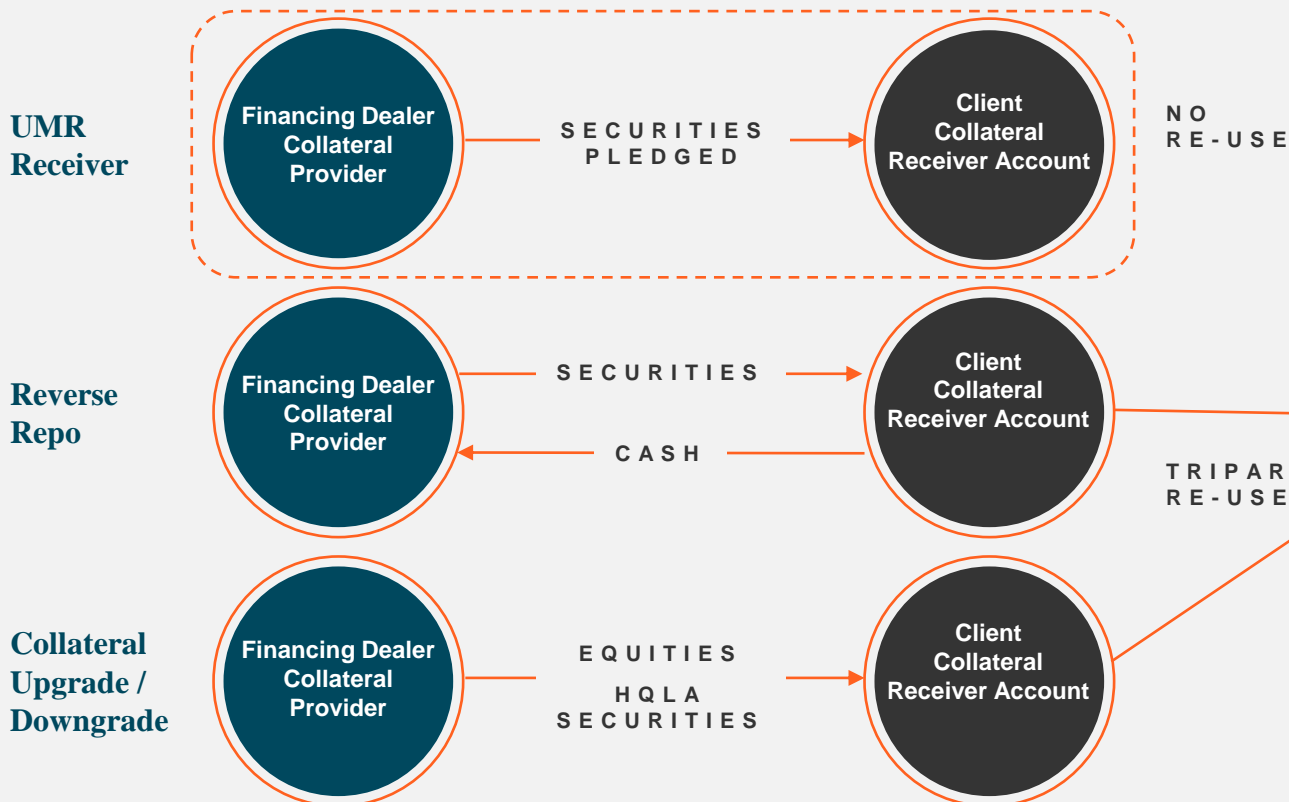 UMR
Receiver
Financing Dealer
Collateral
Provider
SECURITIES
PLEDGED
Client
Collateral
Receiver Account
NO
RE-USE
Reverse
Repo
Financing Dealer
Collateral
Provider
SECURITIES
CASH
Client
Collateral
Receiver Account
TRIPAR
RE-USE
Collateral
Upgrade /
Downgrade
Financing Dealer
Collateral
Provider
EQUITIES
HQLA
SECURITIES
Client
Collateral
Receiver Account